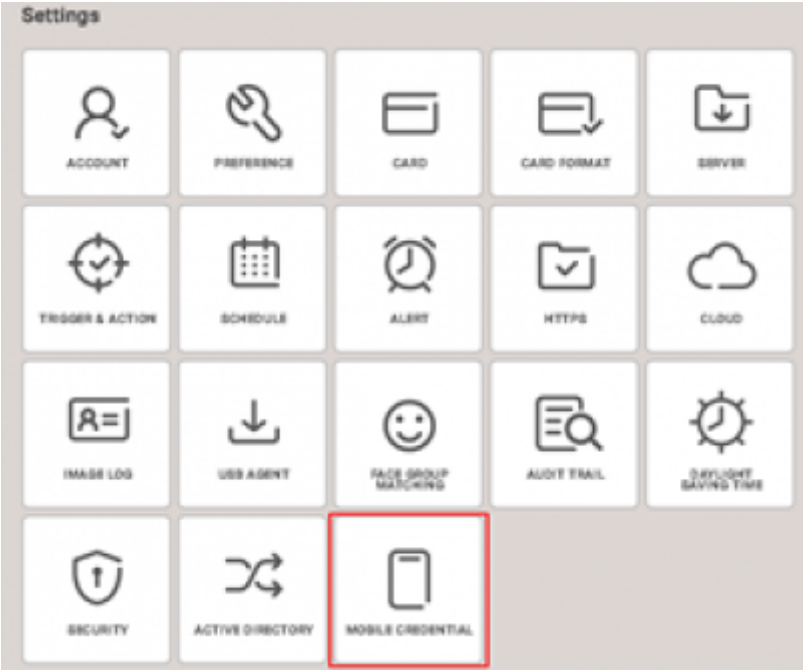 Settings
ACCOUNT
PREFERENCE
CARD
CARD FORMAT
SERVER
TRIGGER & ACTION
SCHEDULE
ALERT
HTTPS
CLOUD
IMAGE LOG
USB AGENT
FACE GROUP
MATCHING
AUDIT TRAIL
DAYLIGHT
SAVING TIME
SECURITY
ACTIVE DIRECTORY
MOBILE CREDENTIAL